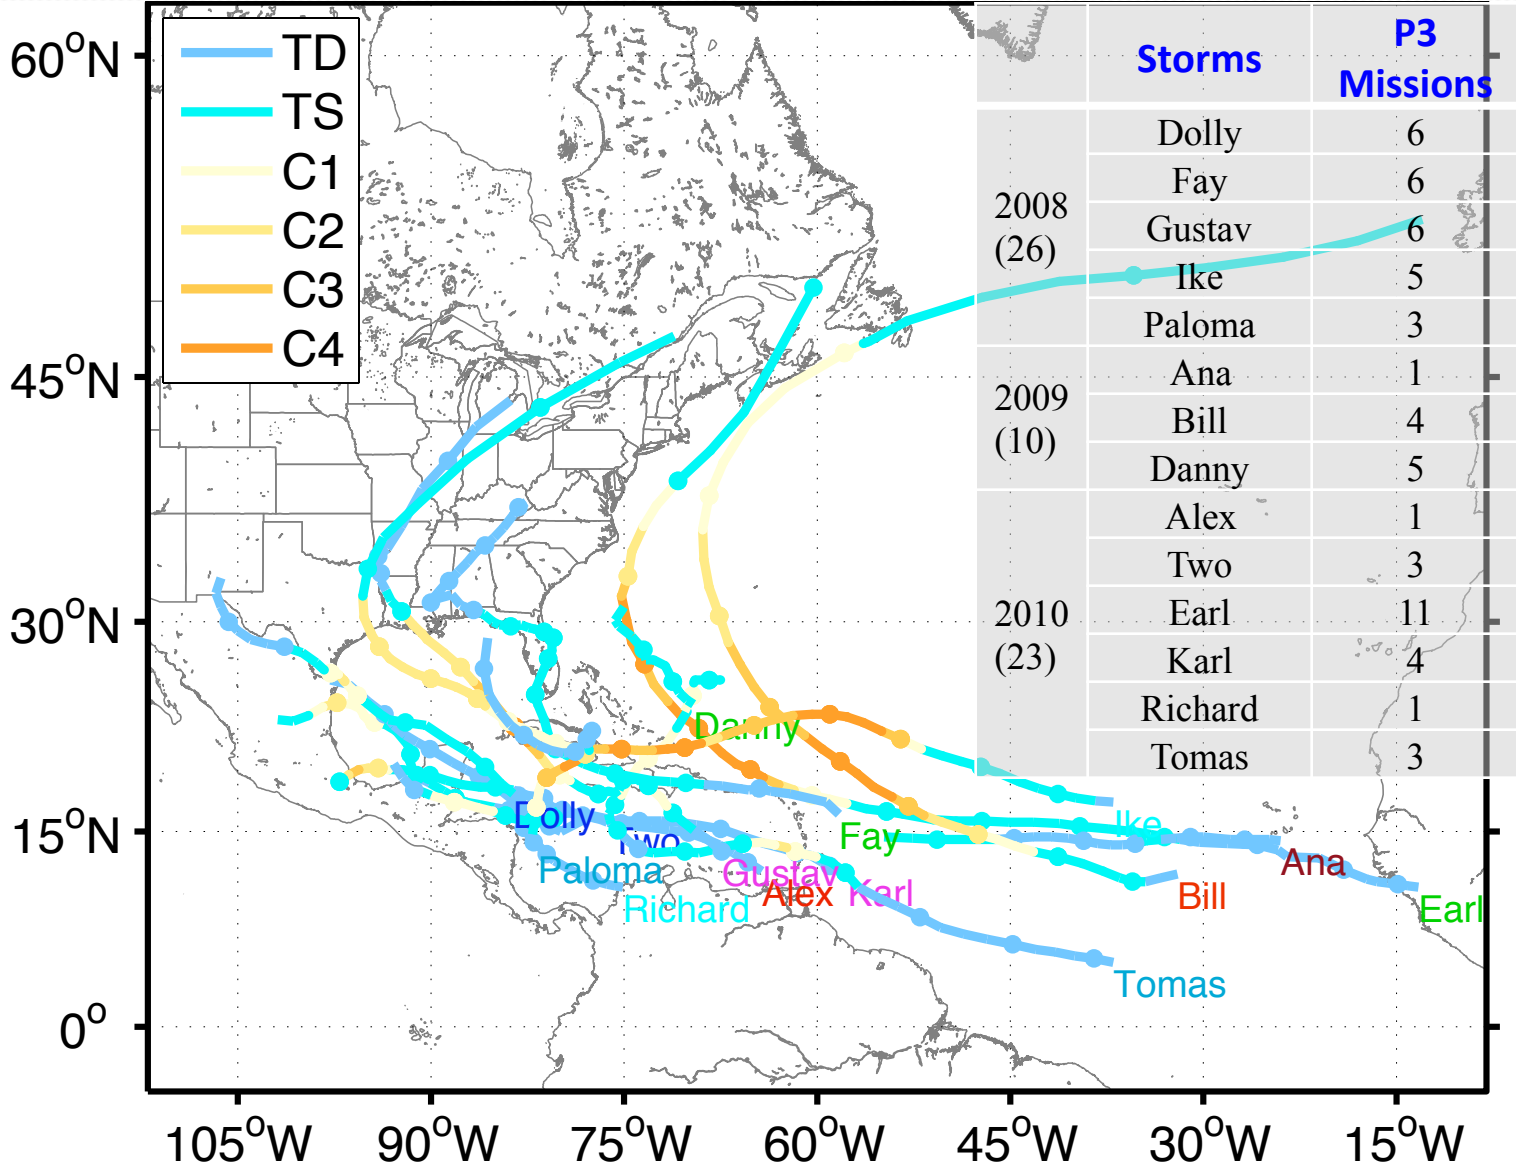 60°N
45°N
30°N
15°N
0°
TD
TS
C1
C2
C3
C4
Storms
P3
Missions
2008
(26)
Dolly 6
Fay 6
Gustav 6
Ike 5
Paloma 3
2009
(10)
Ana 1
Bill 4
Danny 5
2010
(23)
Alex 1
Two 3
Earl 11
Karl 4
Richard 1
Tomas 3
Danny
Dolly
Two
Fay
Ike
Ana
Paloma
Gustav
Alex
Karl
Richard
Bill
Earl
Tomas
105°W 90°W 75°W 60°W 45°W 30°W 15°W